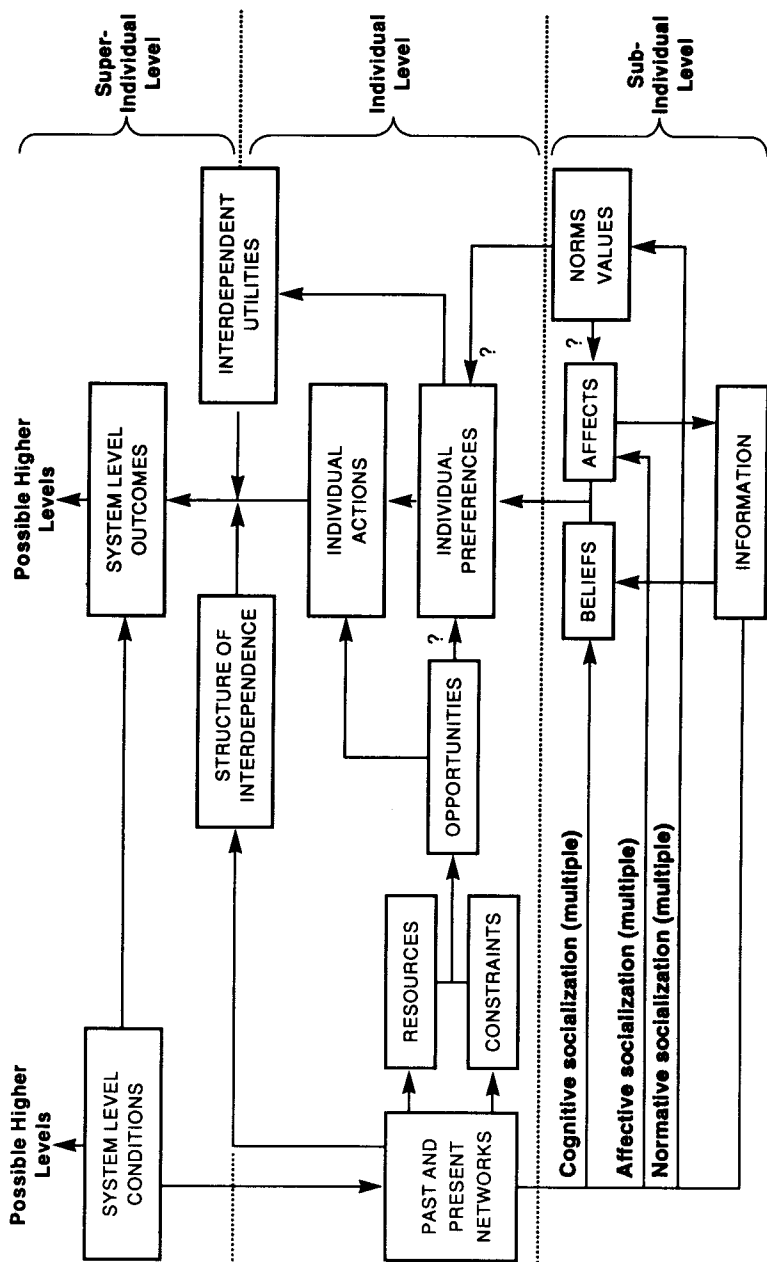 Possible Higher
Levels
Possible Higher
Levels
SYSTEM LEVEL
CONDITIONS
SYSTEM LEVEL
OUTCOMES
Super-
Individual
Level
STRUCTURE OF
INTERDEPENDENCE
INTERDEPENDENT
UTILITIES
INDIVIDUAL
ACTIONS
Individual
Level
PAST AND
PRESENT
NETWORKS
RESOURCES
CONSTRAINTS
OPPORTUNITIES
?
INDIVIDUAL
PREFERENCES
?
Cognitive socialization (multiple)
Affective socialization (multiple)
Normative socialization (multiple)
BELIEFS
AFFECTS
?
NORMS
VALUES
Sub-
Individual
Level
INFORMATION